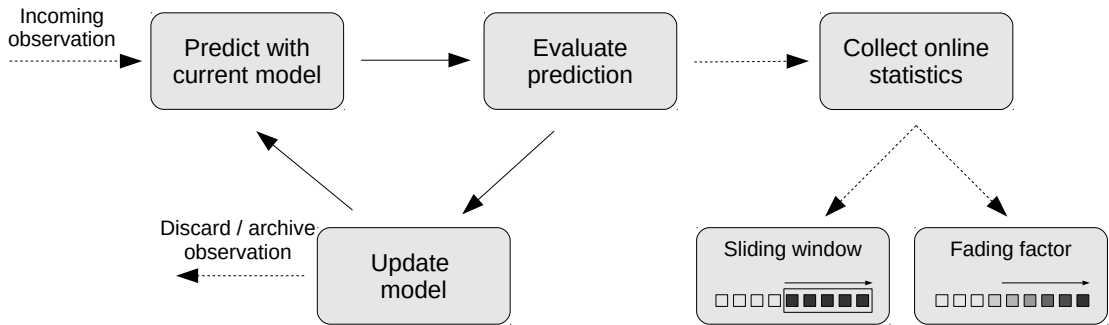 Incoming
observation
Predict with
current model
Evaluate
prediction
Collect online
statistics
Discard / archive
observation
Update
model
Sliding window
Fading factor